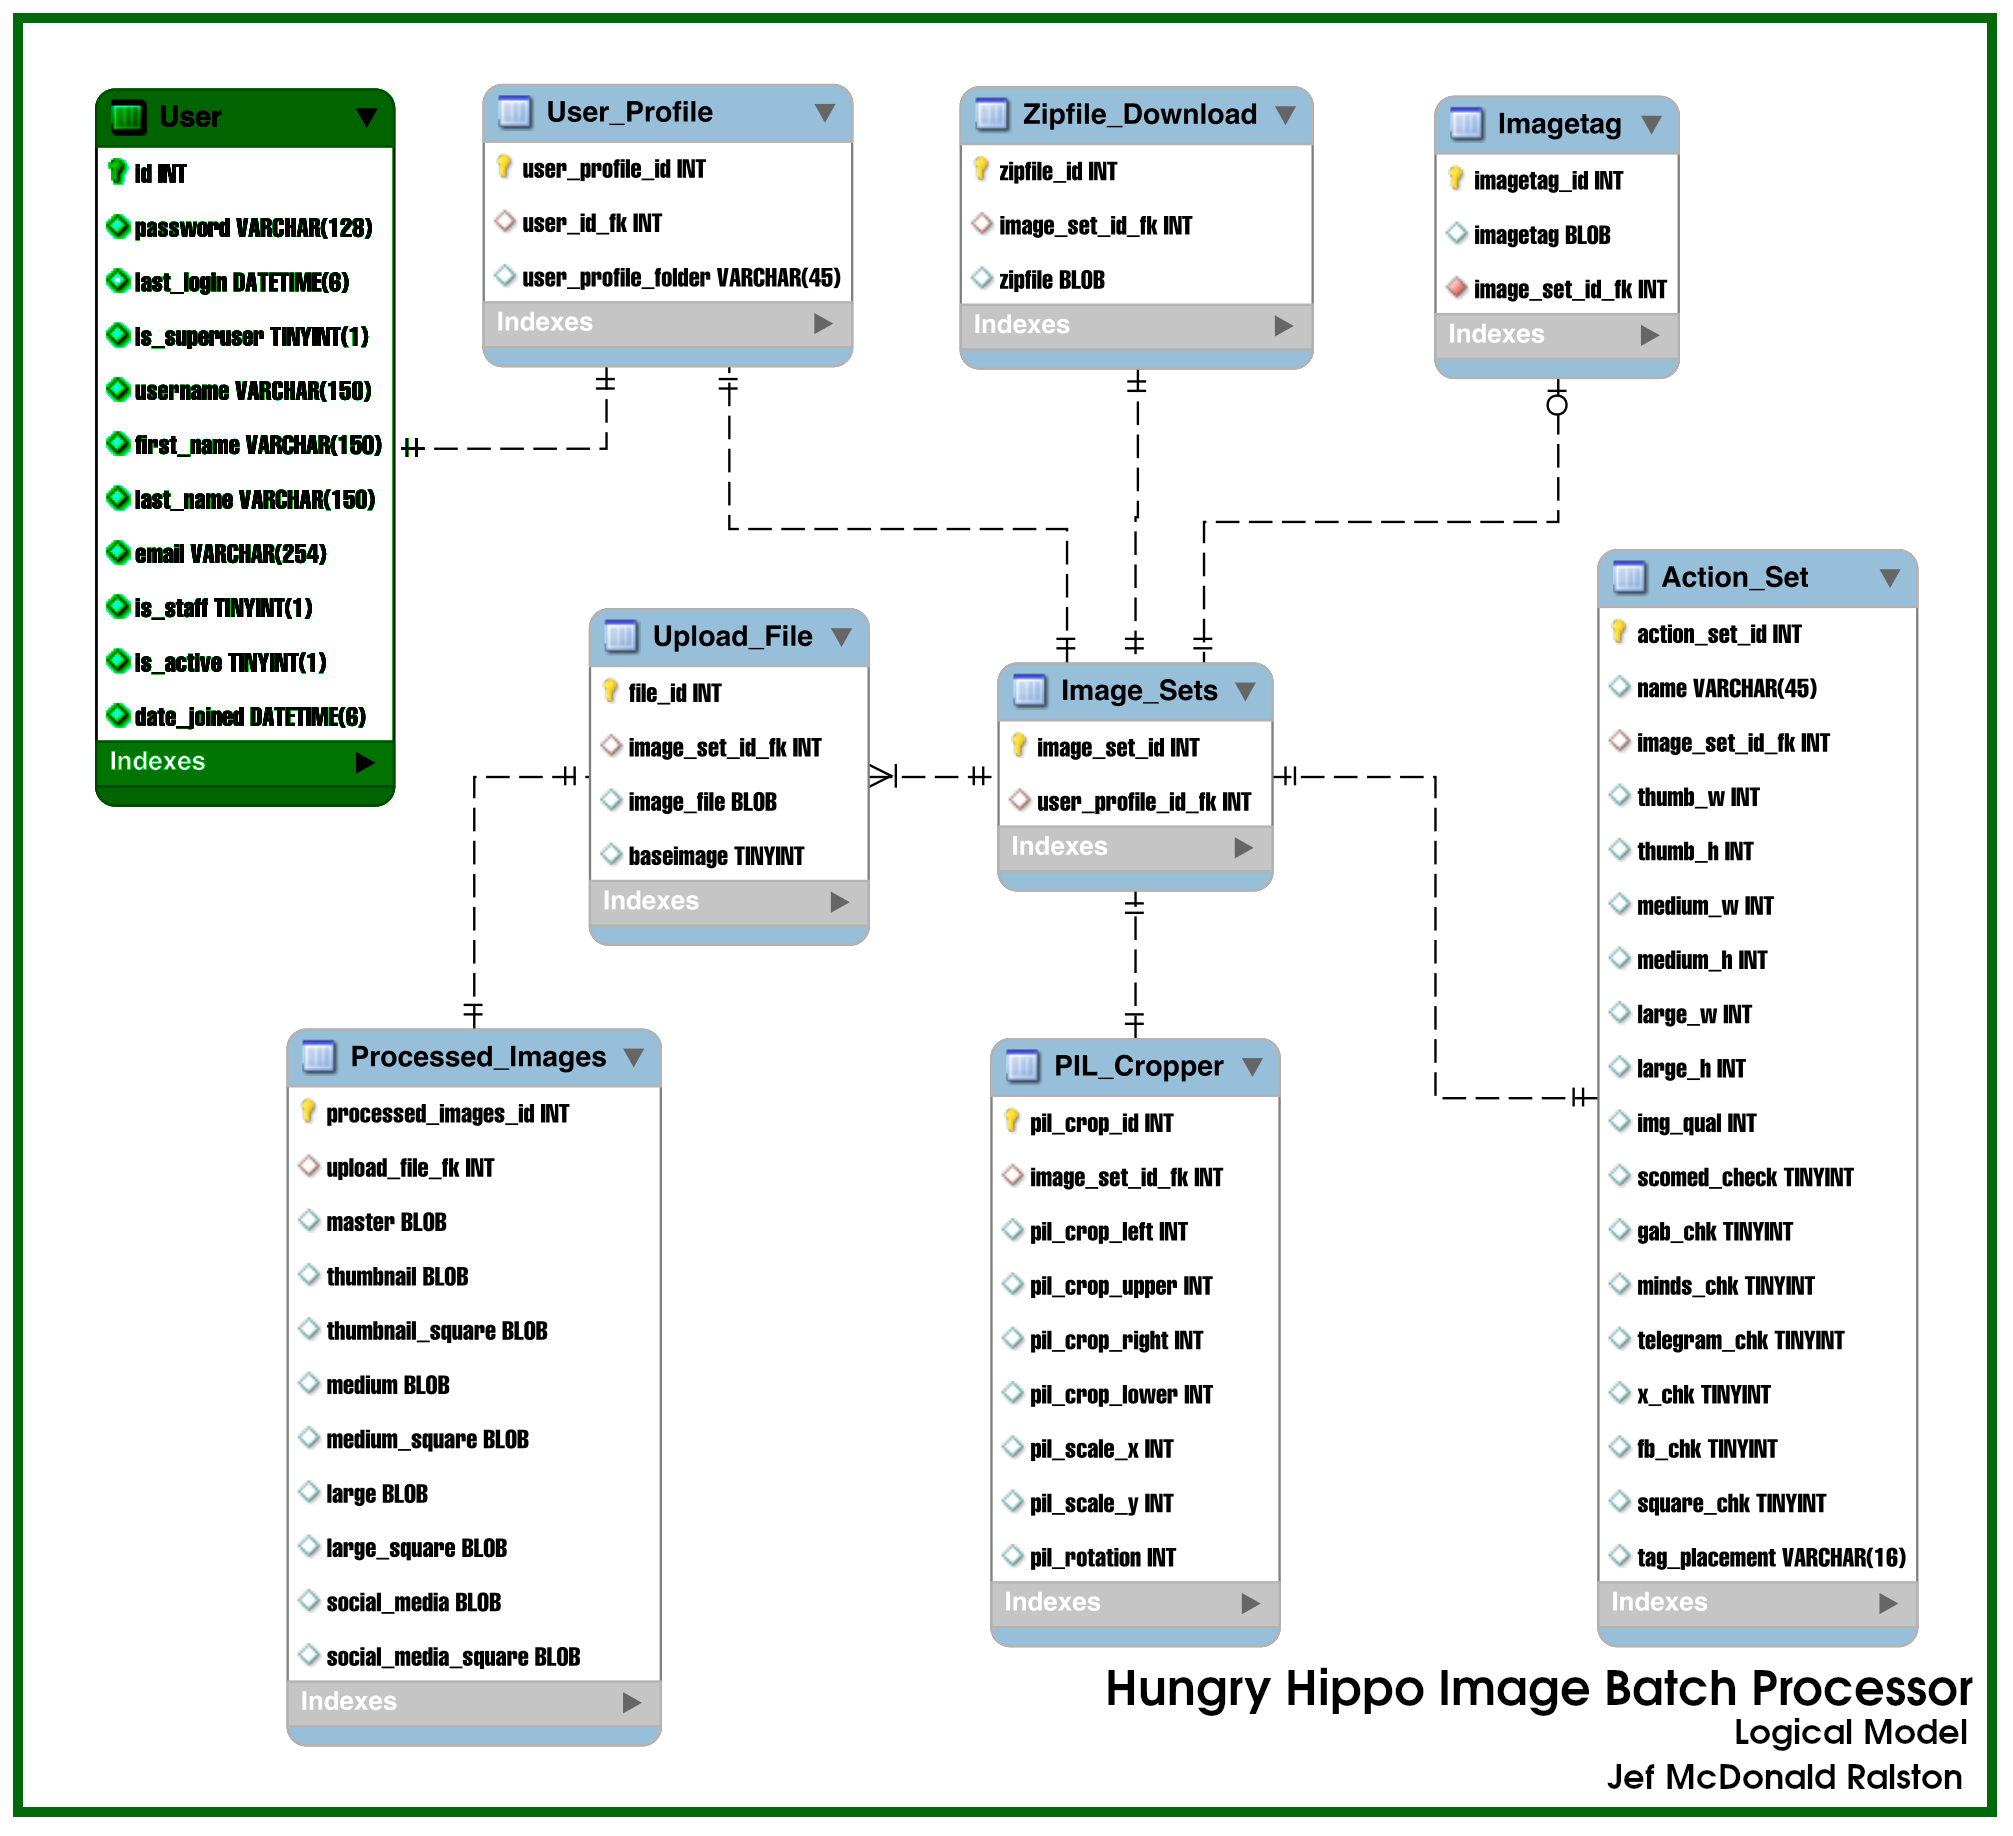 User
id INT
password VARCHAR(128)
last_login DATETIME(6)
is_superuser TINYINT(1)
username VARCHAR(150)
first_name VARCHAR(150)
last_name VARCHAR(150)
email VARCHAR(254)
is_staff TINYINT(1)
is_active TINYINT(1)
date_joined DATETIME(6)
Indexes
User_Profile
user_profile_id INT
user_id_fk INT
user_profile_folder VARCHAR(45)
Indexes
Zipfile_Download
zipfile_id INT
image_set_id_fk INT
zipfile BLOB
Indexes
Imagetag
imagetag_id INT
imagetag BLOB
image_set_id_fk INT
Indexes
Upload_File
file_id INT
image_set_id_fk INT
image_file BLOB
baseimage TINYINT
Indexes
Image_Sets
image_set_id INT
user_profile_id_fk INT
Indexes
Action_Set
action_set_id INT
name VARCHAR(45)
image_set_id_fk INT
thumb_w INT
thumb_h INT
medium_w INT
medium_h INT
large_w INT
large_h INT
img_qual INT
scomed_check TINYINT
gab_chk TINYINT
minds_chk TINYINT
telegram_chk TINYINT
x_chk TINYINT
fb_chk TINYINT
square_chk TINYINT
tag_placement VARCHAR(16)
Indexes
Processed_Images
processed_images_id INT
upload_file_fk INT
master BLOB
thumbnail BLOB
thumbnail_square BLOB
medium BLOB
medium_square BLOB
large BLOB
large_square BLOB
social_media BLOB
social_media_square BLOB
Indexes
PIL_Cropper
pil_crop_id INT
image_set_id_fk INT
pil_crop_left INT
pil_crop_upper INT
pil_crop_right INT
pil_crop_lower INT
pil_scale_x INT
pil_scale_y INT
pil_rotation INT
Indexes
Hungry Hippo Image Batch Processor
Logical Model
Jef McDonald Ralston